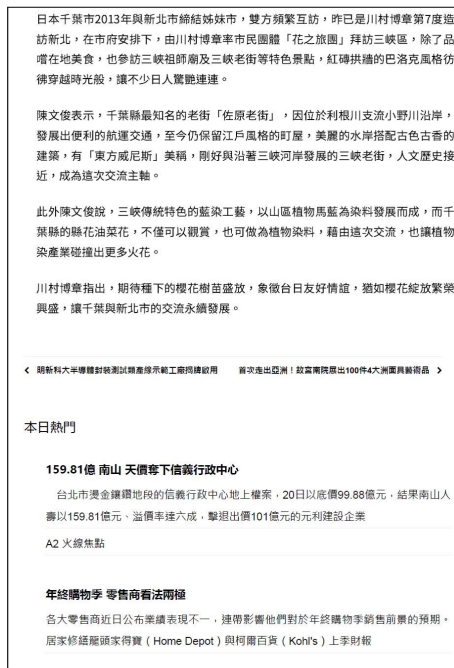 日本千葉市2013年與新北市締結姊妹市，雙方頻繁互訪，昨已是川村博章第7度造
訪新北，在市府安排下，由川村博章率市民團體「花之旅團」拜訪三峽區，除了品
嚐在地美食，也參訪三峽祖師廟及三峽老街等特色景點，紅磚拱牆的巴洛克風格彷
彿穿越時光般，讓不少日人驚艷連連。
陳文俊表示，千葉縣最知名的老街「佐原老街」，因位於利根川支流小野川沿岸，
發展出便利的航運交通，至今仍保留江戶風格的町屋，美麗的水岸搭配古色古香的
建築，有「東方威尼斯」美稱，剛好與沿著三峽河岸發展的三峽老街，人文歷史接
近，成為這次交流主軸。
此外陳文俊說，三峽傳統特色的藍染工藝，以山區植物馬藍為染料發展而成，而千
葉縣的縣花油菜花，不僅可以觀賞，也可做為植物染料，藉由這次交流，也讓植物
染產業碰撞出更多火花。
川村博章指出，期待種下的櫻花樹苗盛放，象徵台日友好情誼，猶如櫻花綻放繁榮
興盛，讓千葉與新北市的交流永續發展。
明新科大半導體封裝測試類產線示範工廠揭牌啟用
首次走出亞洲！故宮南院展出100件4大洲面具藝術品
本日熱門
159.81億 南山 天價奪下信義行政中心
台北市燙金鑲鑽地段的信義行政中心地上權案，20日以底價99.88億元，結果南山人
壽以159.81億元、溢價率達六成，擊退出價101億元的元利建設企業
A2 火線焦點
年終購物季 零售商看法兩極
各大零售商近日公布業績表現不一，連帶影響他們對於年終購物季銷售前景的預期。
居家修繕龍頭家得寶（Home Depot）與柯爾百貨（Kohl's）上季財報